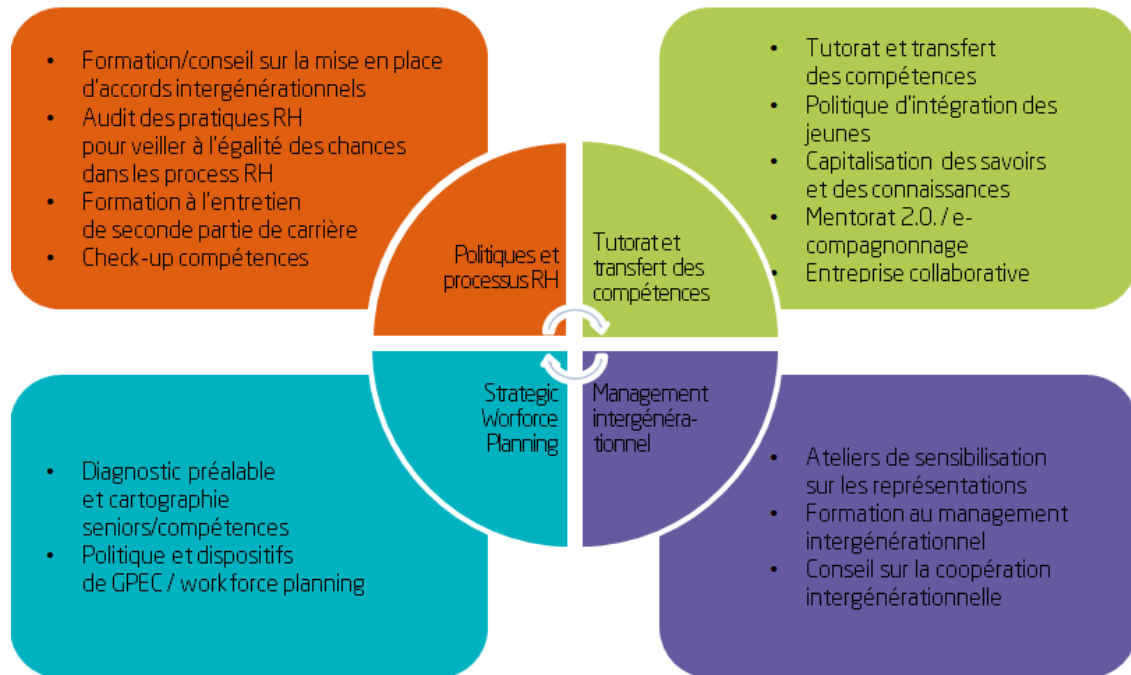 • Formation/conseil sur la mise en place
d'accords intergénérationnels
• Audit des pratiques RH
pour veiller à l'égalité des chances
dans les process RH
• Formation à l'entretien
de seconde partie de carrière
• Check-up compétences
• Tutorat et transfert
des compétences
• Politique d'intégration des
jeunes
• Capitalisation des savoirs
et des connaissances
• Mentorat 2.0. / e-
compagnonnage
• Entreprise collaborative
Politiques et
processus RH
Tutorat et
transfert des
compétences
Strategic
Worforce
Planning
Management
intergénéra-
tionnel
• Diagnostic préalable
et cartographie
seniors/compétences
• Politique et dispositifs
de GPEC / workforce planning
• Ateliers de sensibilisation
sur les représentations
• Formation au management
intergénérationnel
• Conseil sur la coopération
intergénérationnelle